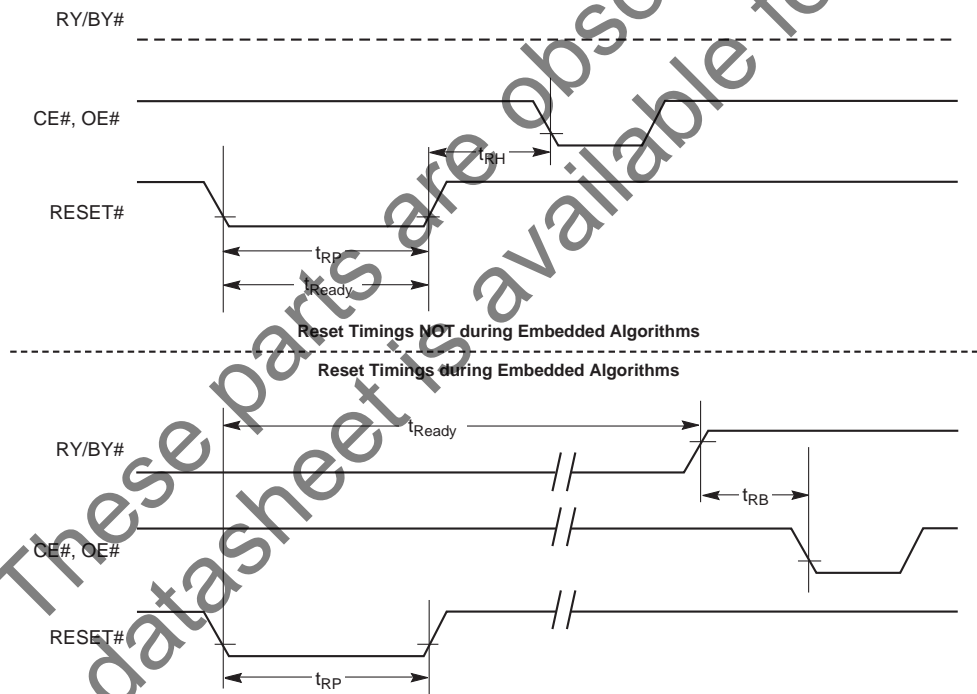 RY/BY#
CE#, OE#
tRH
RESET#
tRP
tReady
Reset Timings NOT during Embedded Algorithms
Reset Timings during Embedded Algorithms
tReady
RY/BY#
tRB
CE#, OE#
RESET#
tRP
These parts are
datasheet is available